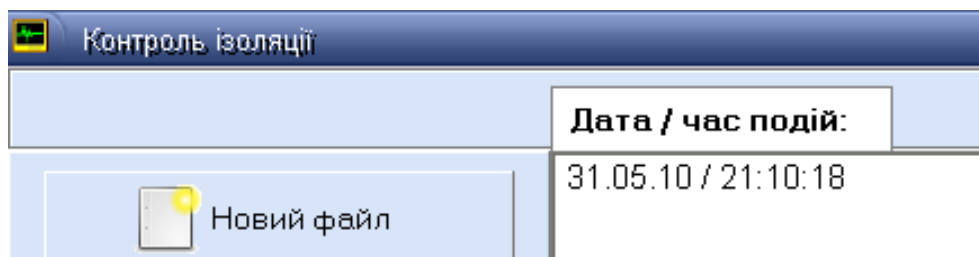 Контроль ізоляції
Дата / час подій:
31.05.10 / 21:10:18
Новий файл